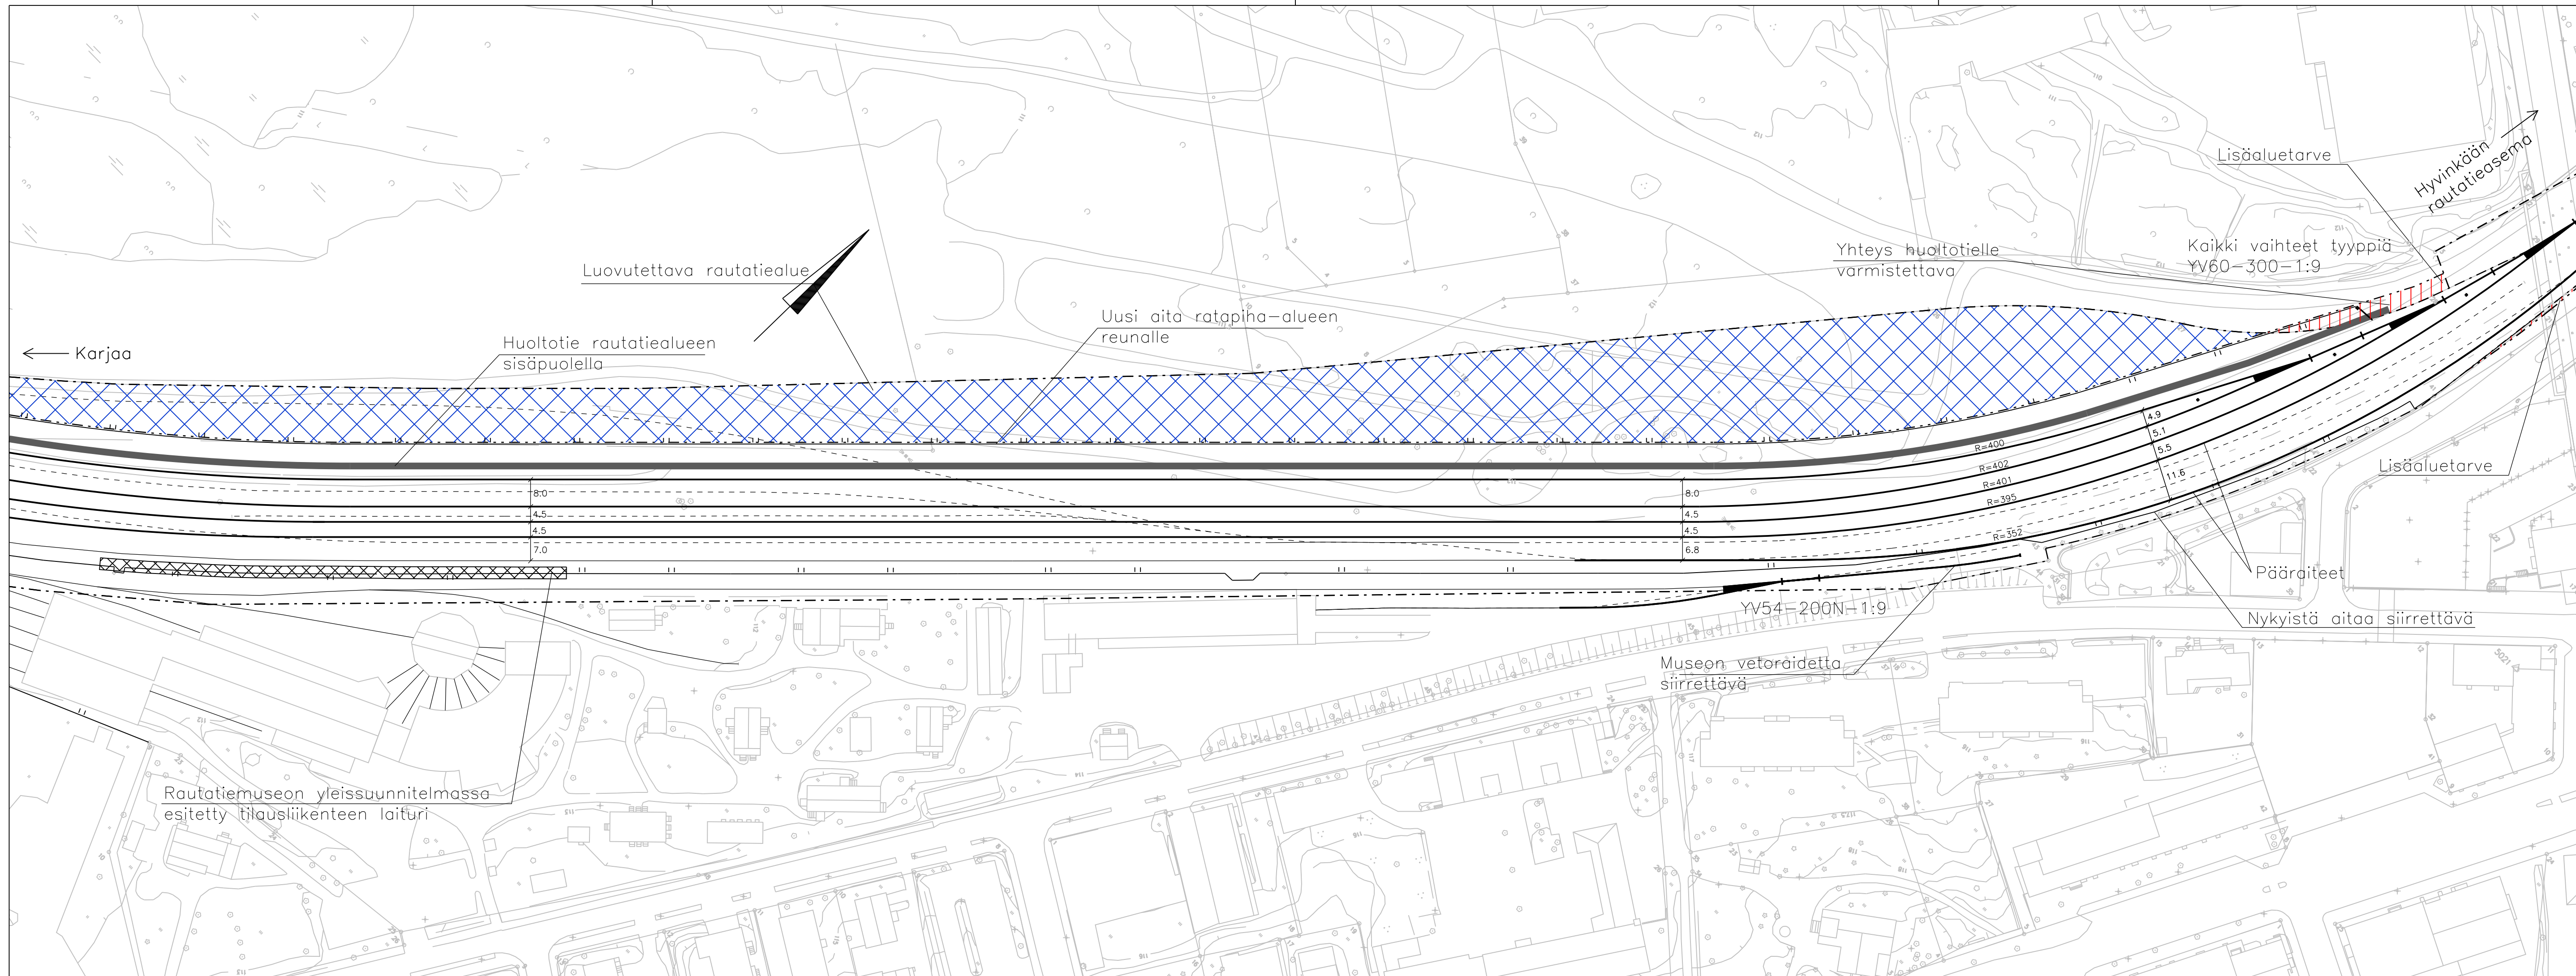 Lisäaluetarve
Hyvinkään
rautatieasema
Luovutettava rautatiealue
Yhteys huoltotielle
varmistettava
Kaikki vaihteet tyyppiä
YV60-300-1:9
Uusi aita ratapiha-alueen
reunalle
Huoltotie rautatiealueen
sisäpuolella
Karjaa
4.9
5.1
5.5
11.6
R=400
R=402
R=401
R=395
R=352
Lisäaluetarve
8.0
4.5
4.5
7.0
8.0
4.5
4.5
6.8
Pääraiteet
YV54-200N-1:9
Nykyistä aitaa siirrettävä
Museon vetoraidetta
siirrettävä
Rautatiemuseon yleissuunnitelmassa
esitetty tilausliikenteen laituri